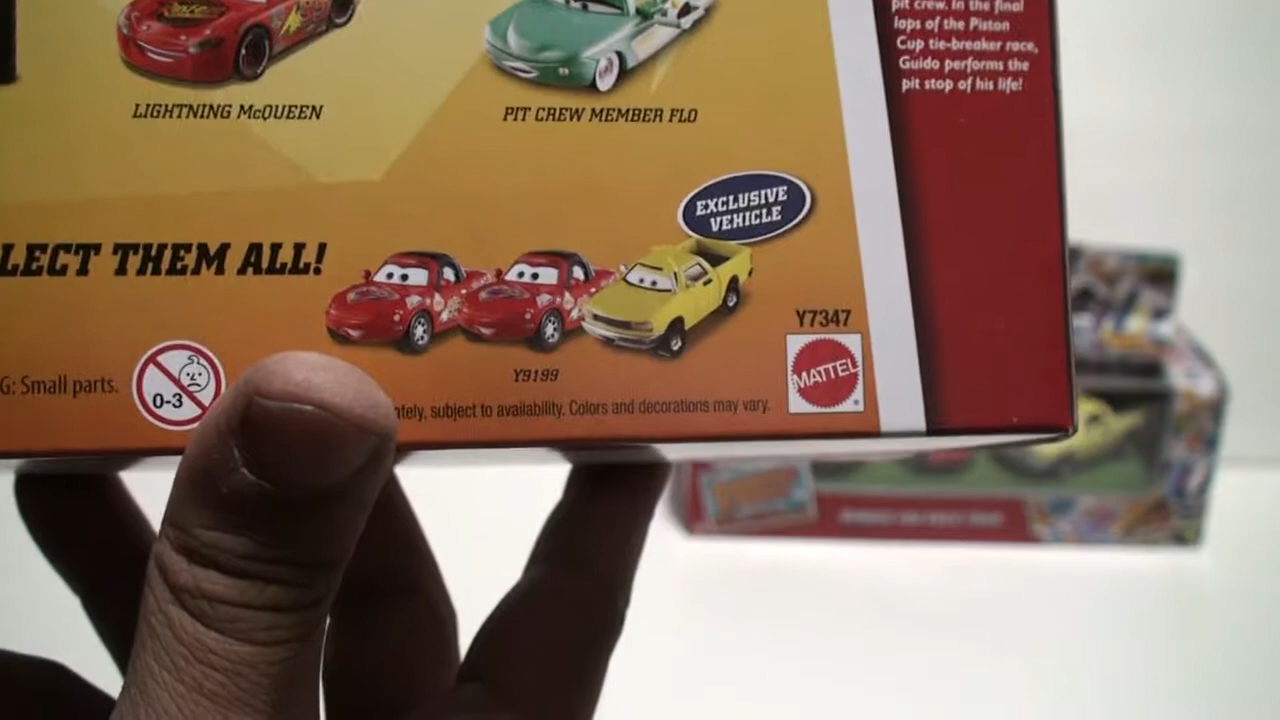 pit crew. In the final
laps of the Piston
Cup tie-breaker race,
Guido performs the
pit stop of his life!
LIGHTNING McQUEEN
PIT CREW MEMBER FLO
EXCLUSIVE
VEHICLE
LECT THEM ALL!
Y7347
MATTEL
Y9199
G: Small parts.
0-3
ntely, subject to availability. Colors and decorations may vary.